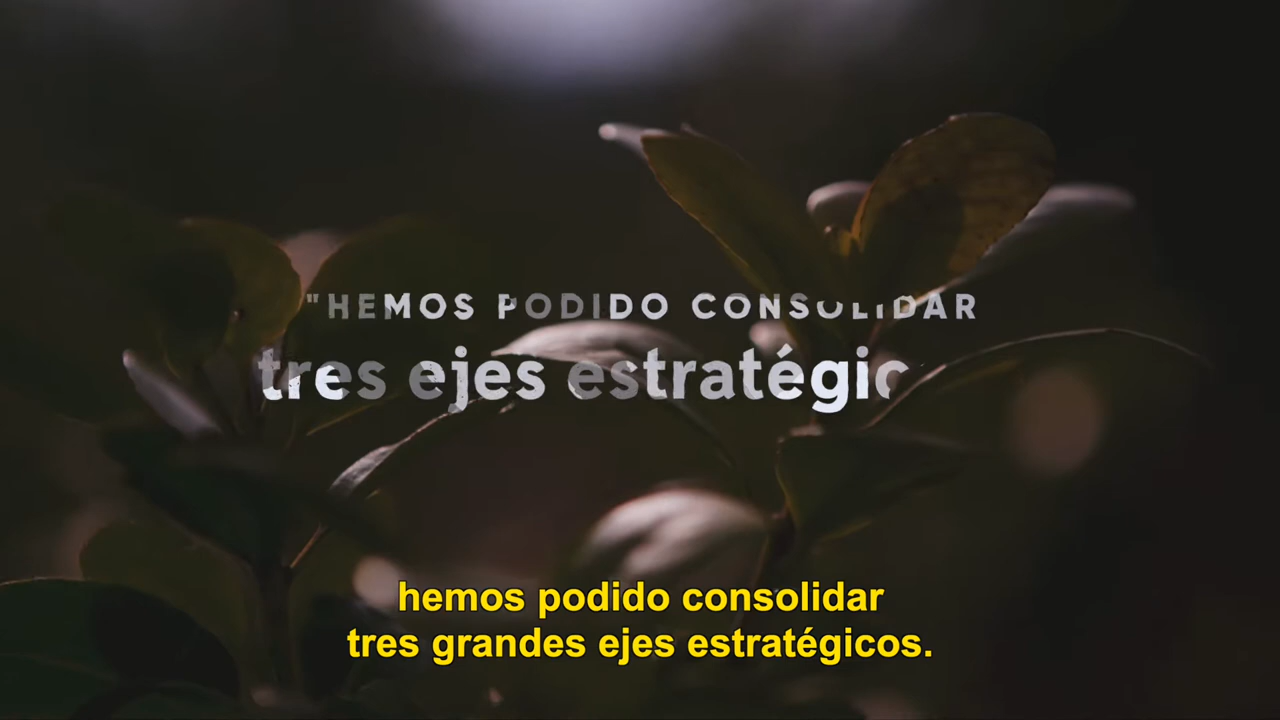 "HEMOS PODIDO CONSOLIDAR
tres ejes estratégic
hemos podido consolidar
tres grandes ejes estratégicos.